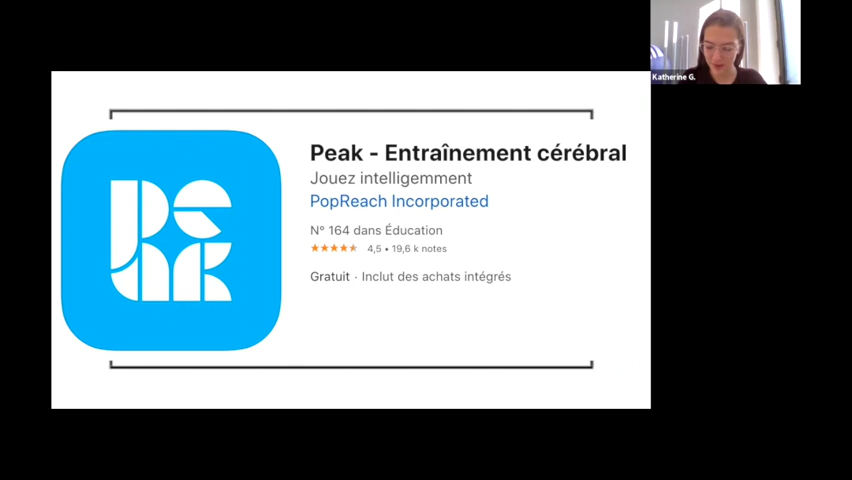 Katherine G.
PEAK
Peak - Entraînement cérébral
Jouez intelligemment
PopReach Incorporated
N° 164 dans Éducation
4,5 • 19,6 k notes
Gratuit · Inclut des achats intégrés